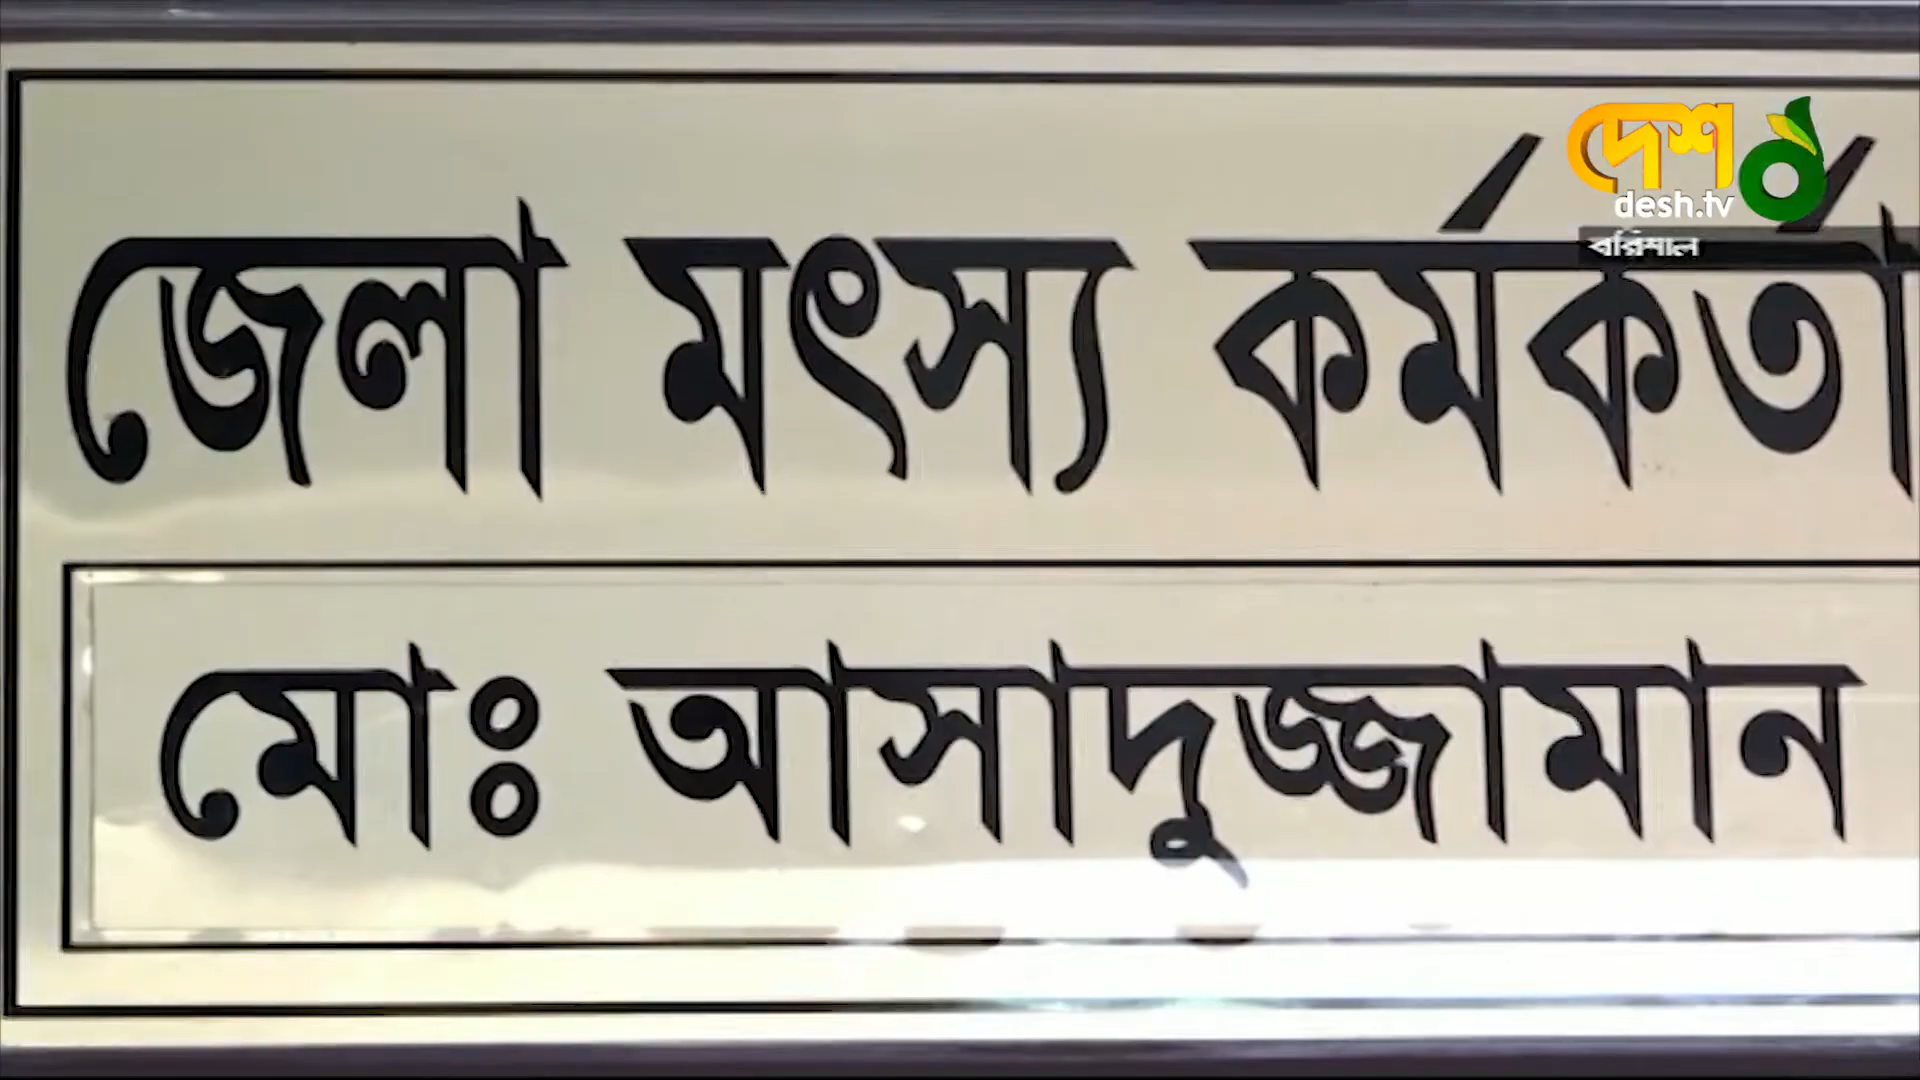 দেশ
desh.tv
বরিশাল
জেলা মৎস্য কর্মকর্তা
মোঃ আসাদুজ্জামান